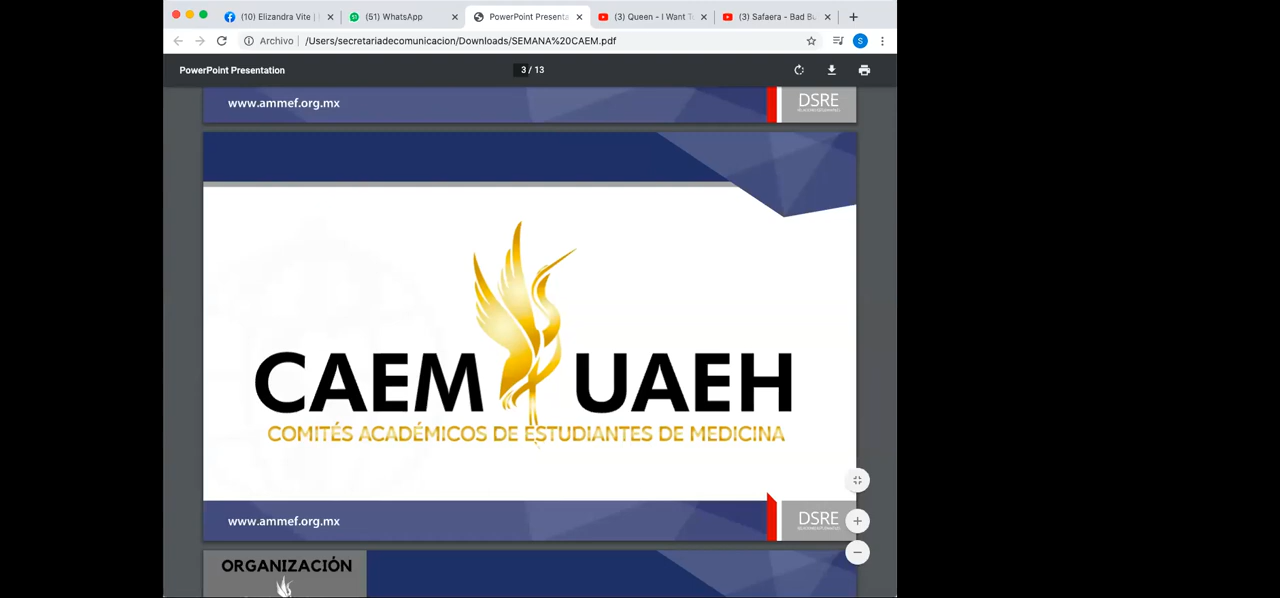 (10) Elizandra Vite |
(51) WhatsApp
PowerPoint Presenta
(3) Queen - I Want T
(3) Safaera - Bad Bu
Archivo
/Users/secretariadecomunicacion/Downloads/SEMANA%20CAEM.pdf
S
PowerPoint Presentation
3 / 13
www.ammef.org.mx
DSRE
CAEM UAEH
COMITÉS ACADÉMICOS DE ESTUDIANTES DE MEDICINA
www.ammef.org.mx
DSRE
ORGANIZACIÓN